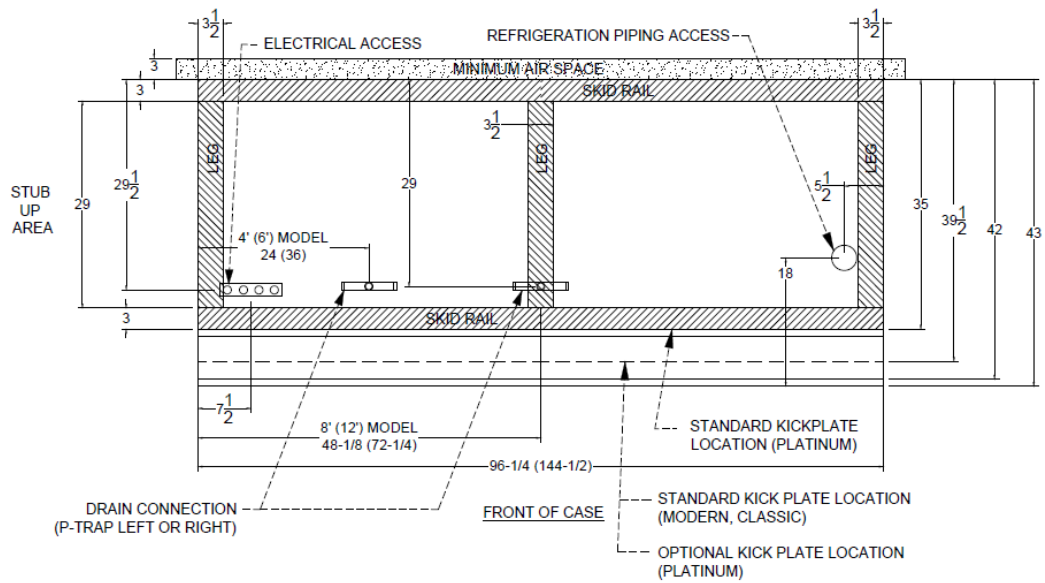 3 1/2
ELECTRICAL ACCESS
REFRIGERATION PIPING ACCESS
3 1/2
3
MINIMUM AIR SPACE
3
SKID RAIL
LEG
3 1/2
LEG
LEG
STUB
UP
AREA
29
29 1/2
29
5 1/2
35
39 1/2
42
43
4' (6') MODEL
24 (36)
18
3
SKID RAIL
7 1/2
8' (12') MODEL
48-1/8 (72-1/4)
STANDARD KICKPLATE
LOCATION (PLATINUM)
96-1/4 (144-1/2)
DRAIN CONNECTION
(P-TRAP LEFT OR RIGHT)
FRONT OF CASE
STANDARD KICK PLATE LOCATION
(MODERN, CLASSIC)
OPTIONAL KICK PLATE LOCATION
(PLATINUM)